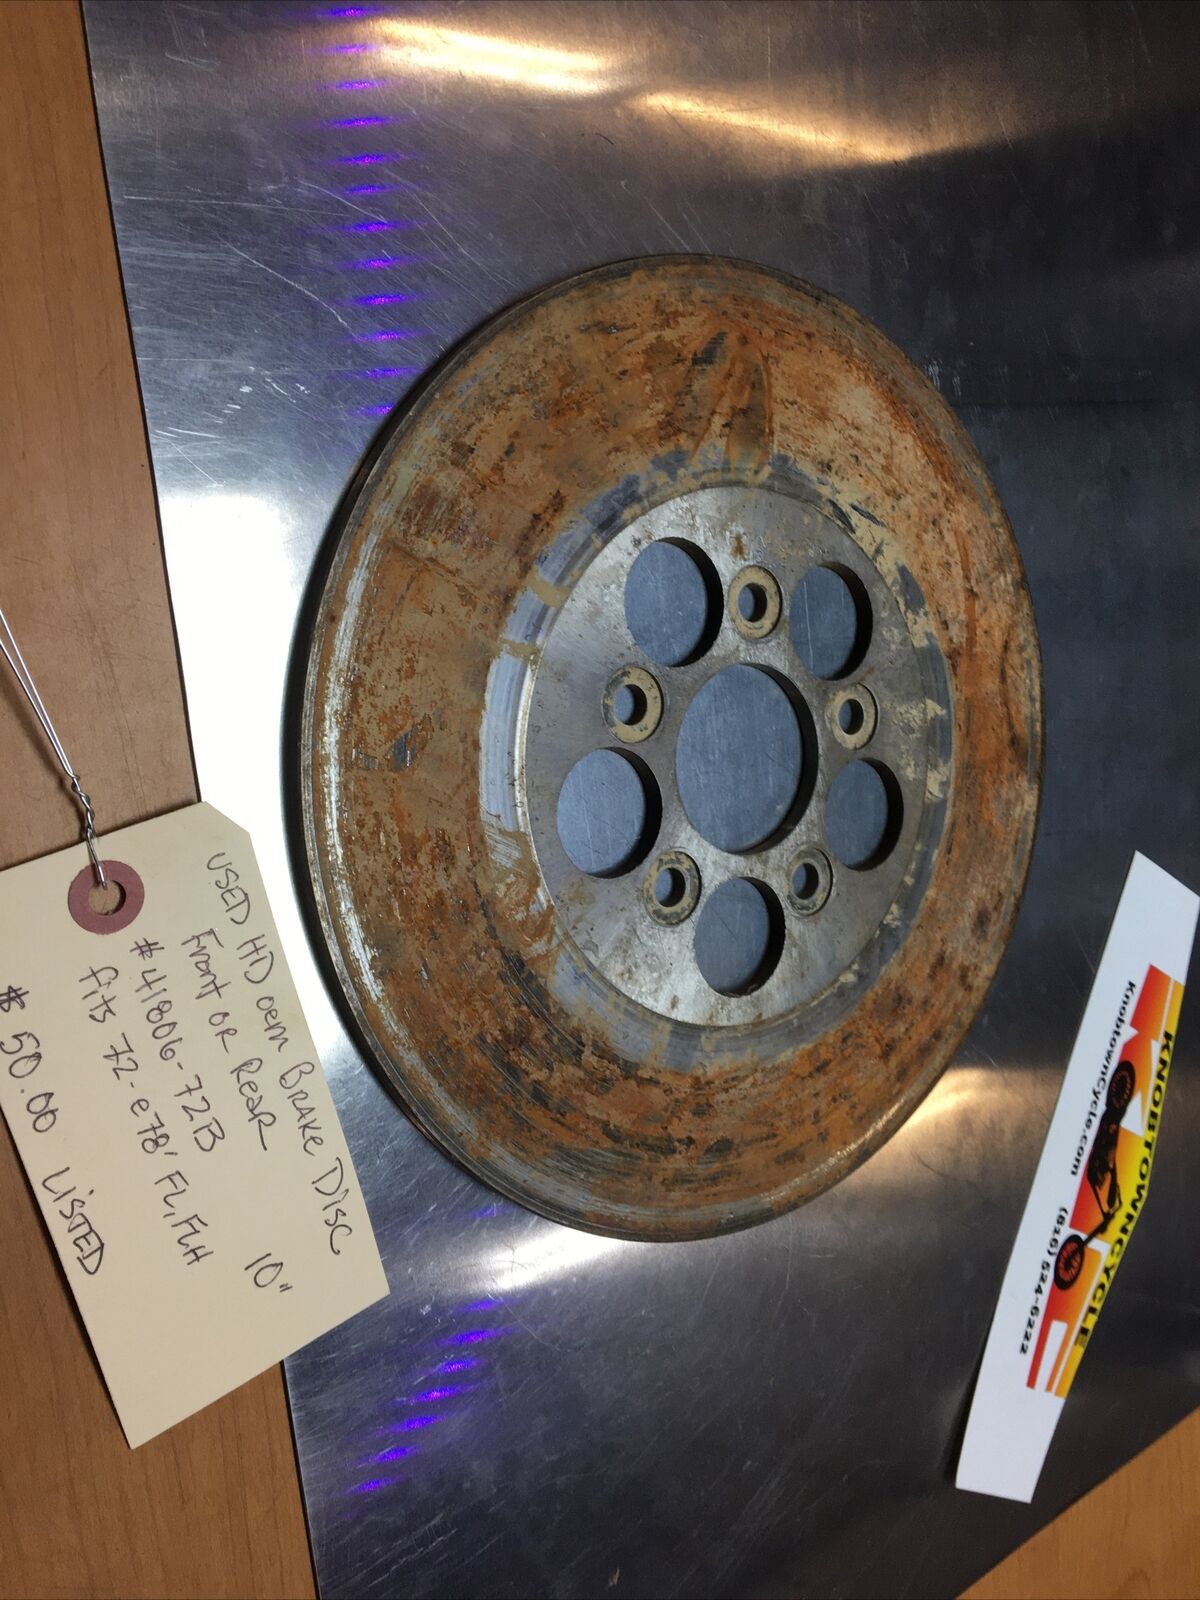 USED HD OEM BRAKE DISC
Front OR ReaR 10"
#41806-72B
fits 72-e78' FL, FLH
$50.00 LiSTED
KNOBTOWNCYCLE
Knobtowncycle.com
(816) 524-6222